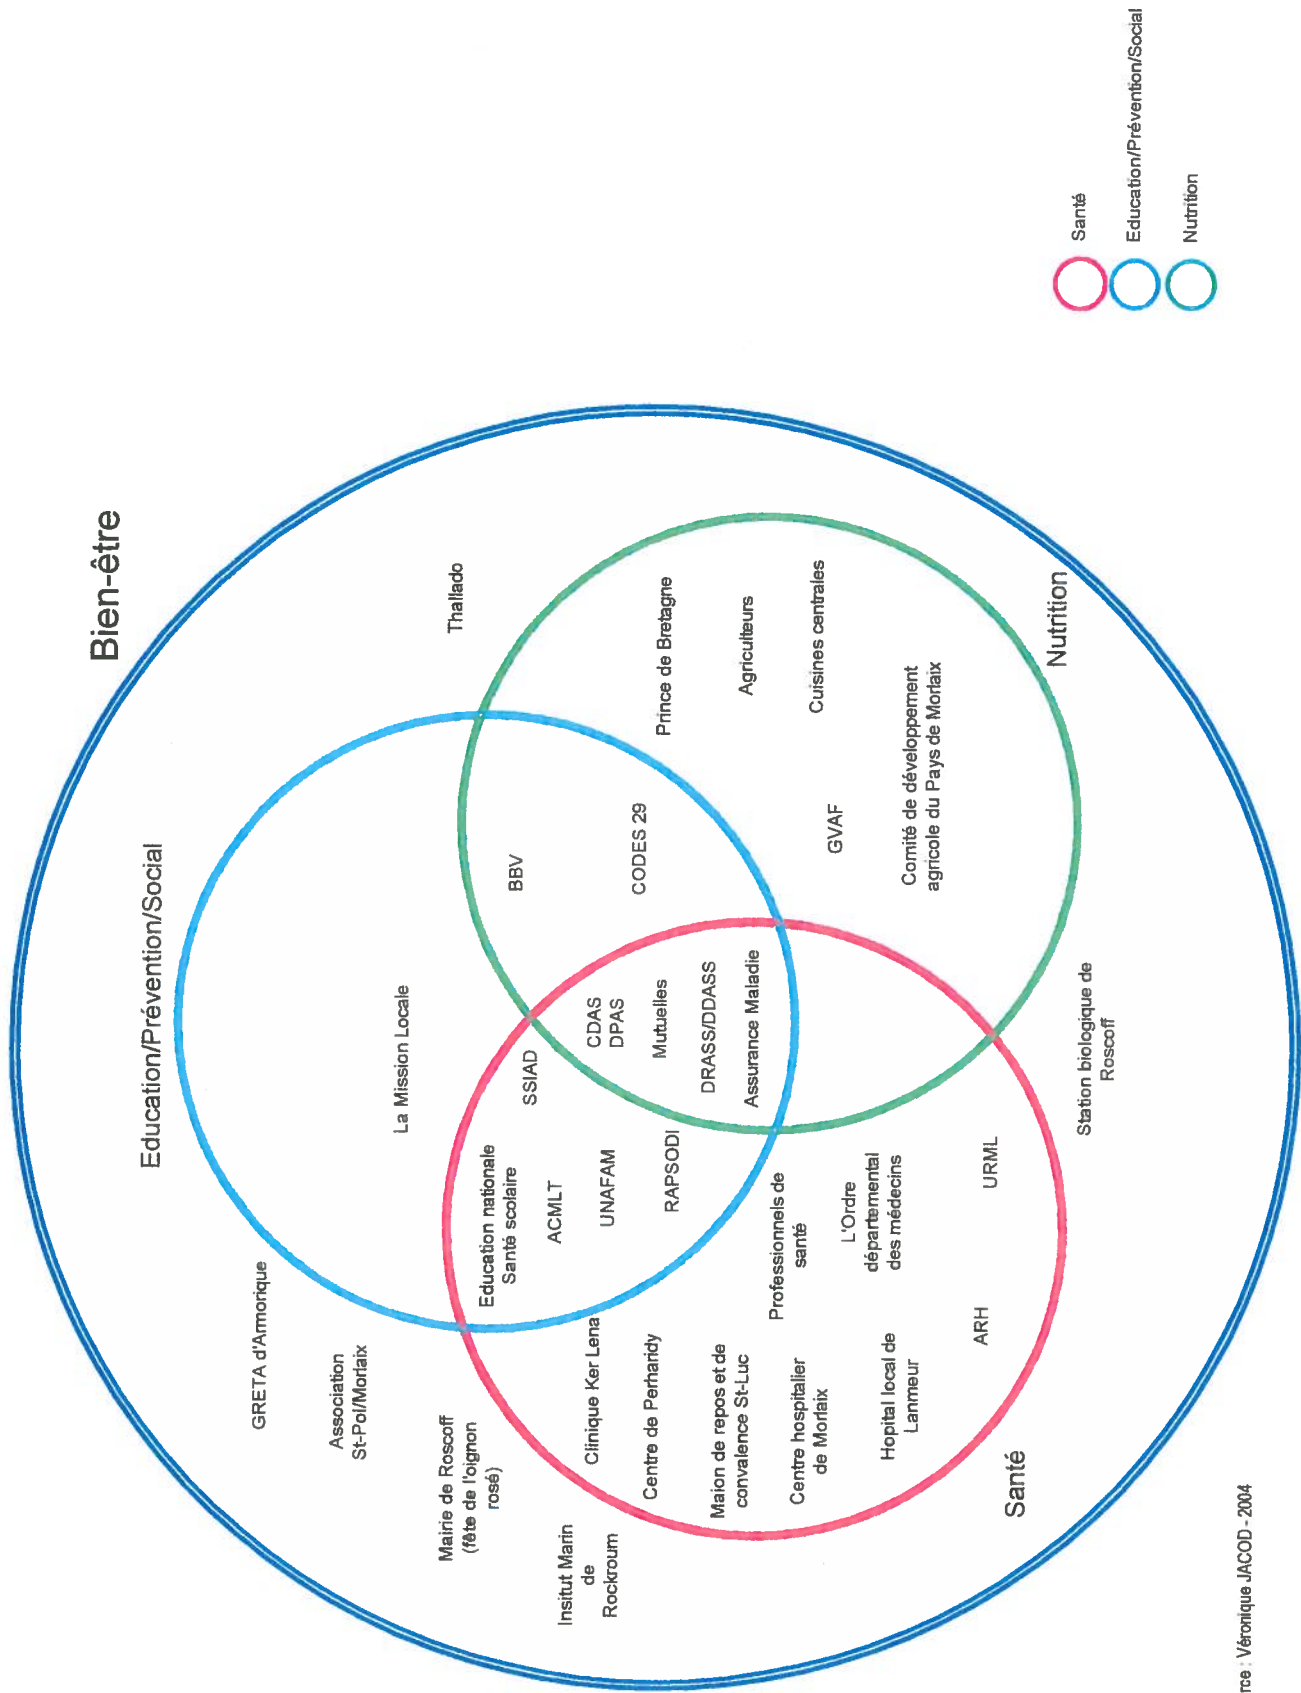 Bien-être
Education/Prévention/Social
GRETA d'Armorique
Association
St-Pol/Morlaix
La Mission Locale
Thallado
Mairie de Roscoff
(fête de l'oignon
rosé)
Education nationale
Santé scolaire
SSIAD
BBV
ACMLT
Insitut Marin
de
Rockroum
Clinique Ker Lena
UNAFAM
CDAS
DPAS
CODES 29
Centre de Perharidy
RAPSODI
Mutuelles
Prince de Bretagne
DRASS/DDASS
Maion de repos et de
convalence St-Luc
Assurance Maladie
Agriculteurs
Professionnels de
santé
Centre hospitalier
de Morlaix
Cuisines centrales
GVAF
L'Ordre
départemental
des médecins
Hopital local de
Lanmeur
Comité de développement
agricole du Pays de Morlaix
ARH
URML
Santé
Nutrition
Station biologique de
Roscoff
Santé
Education/Prévention/Social
Nutrition
rce : Véronique JACOD - 2004